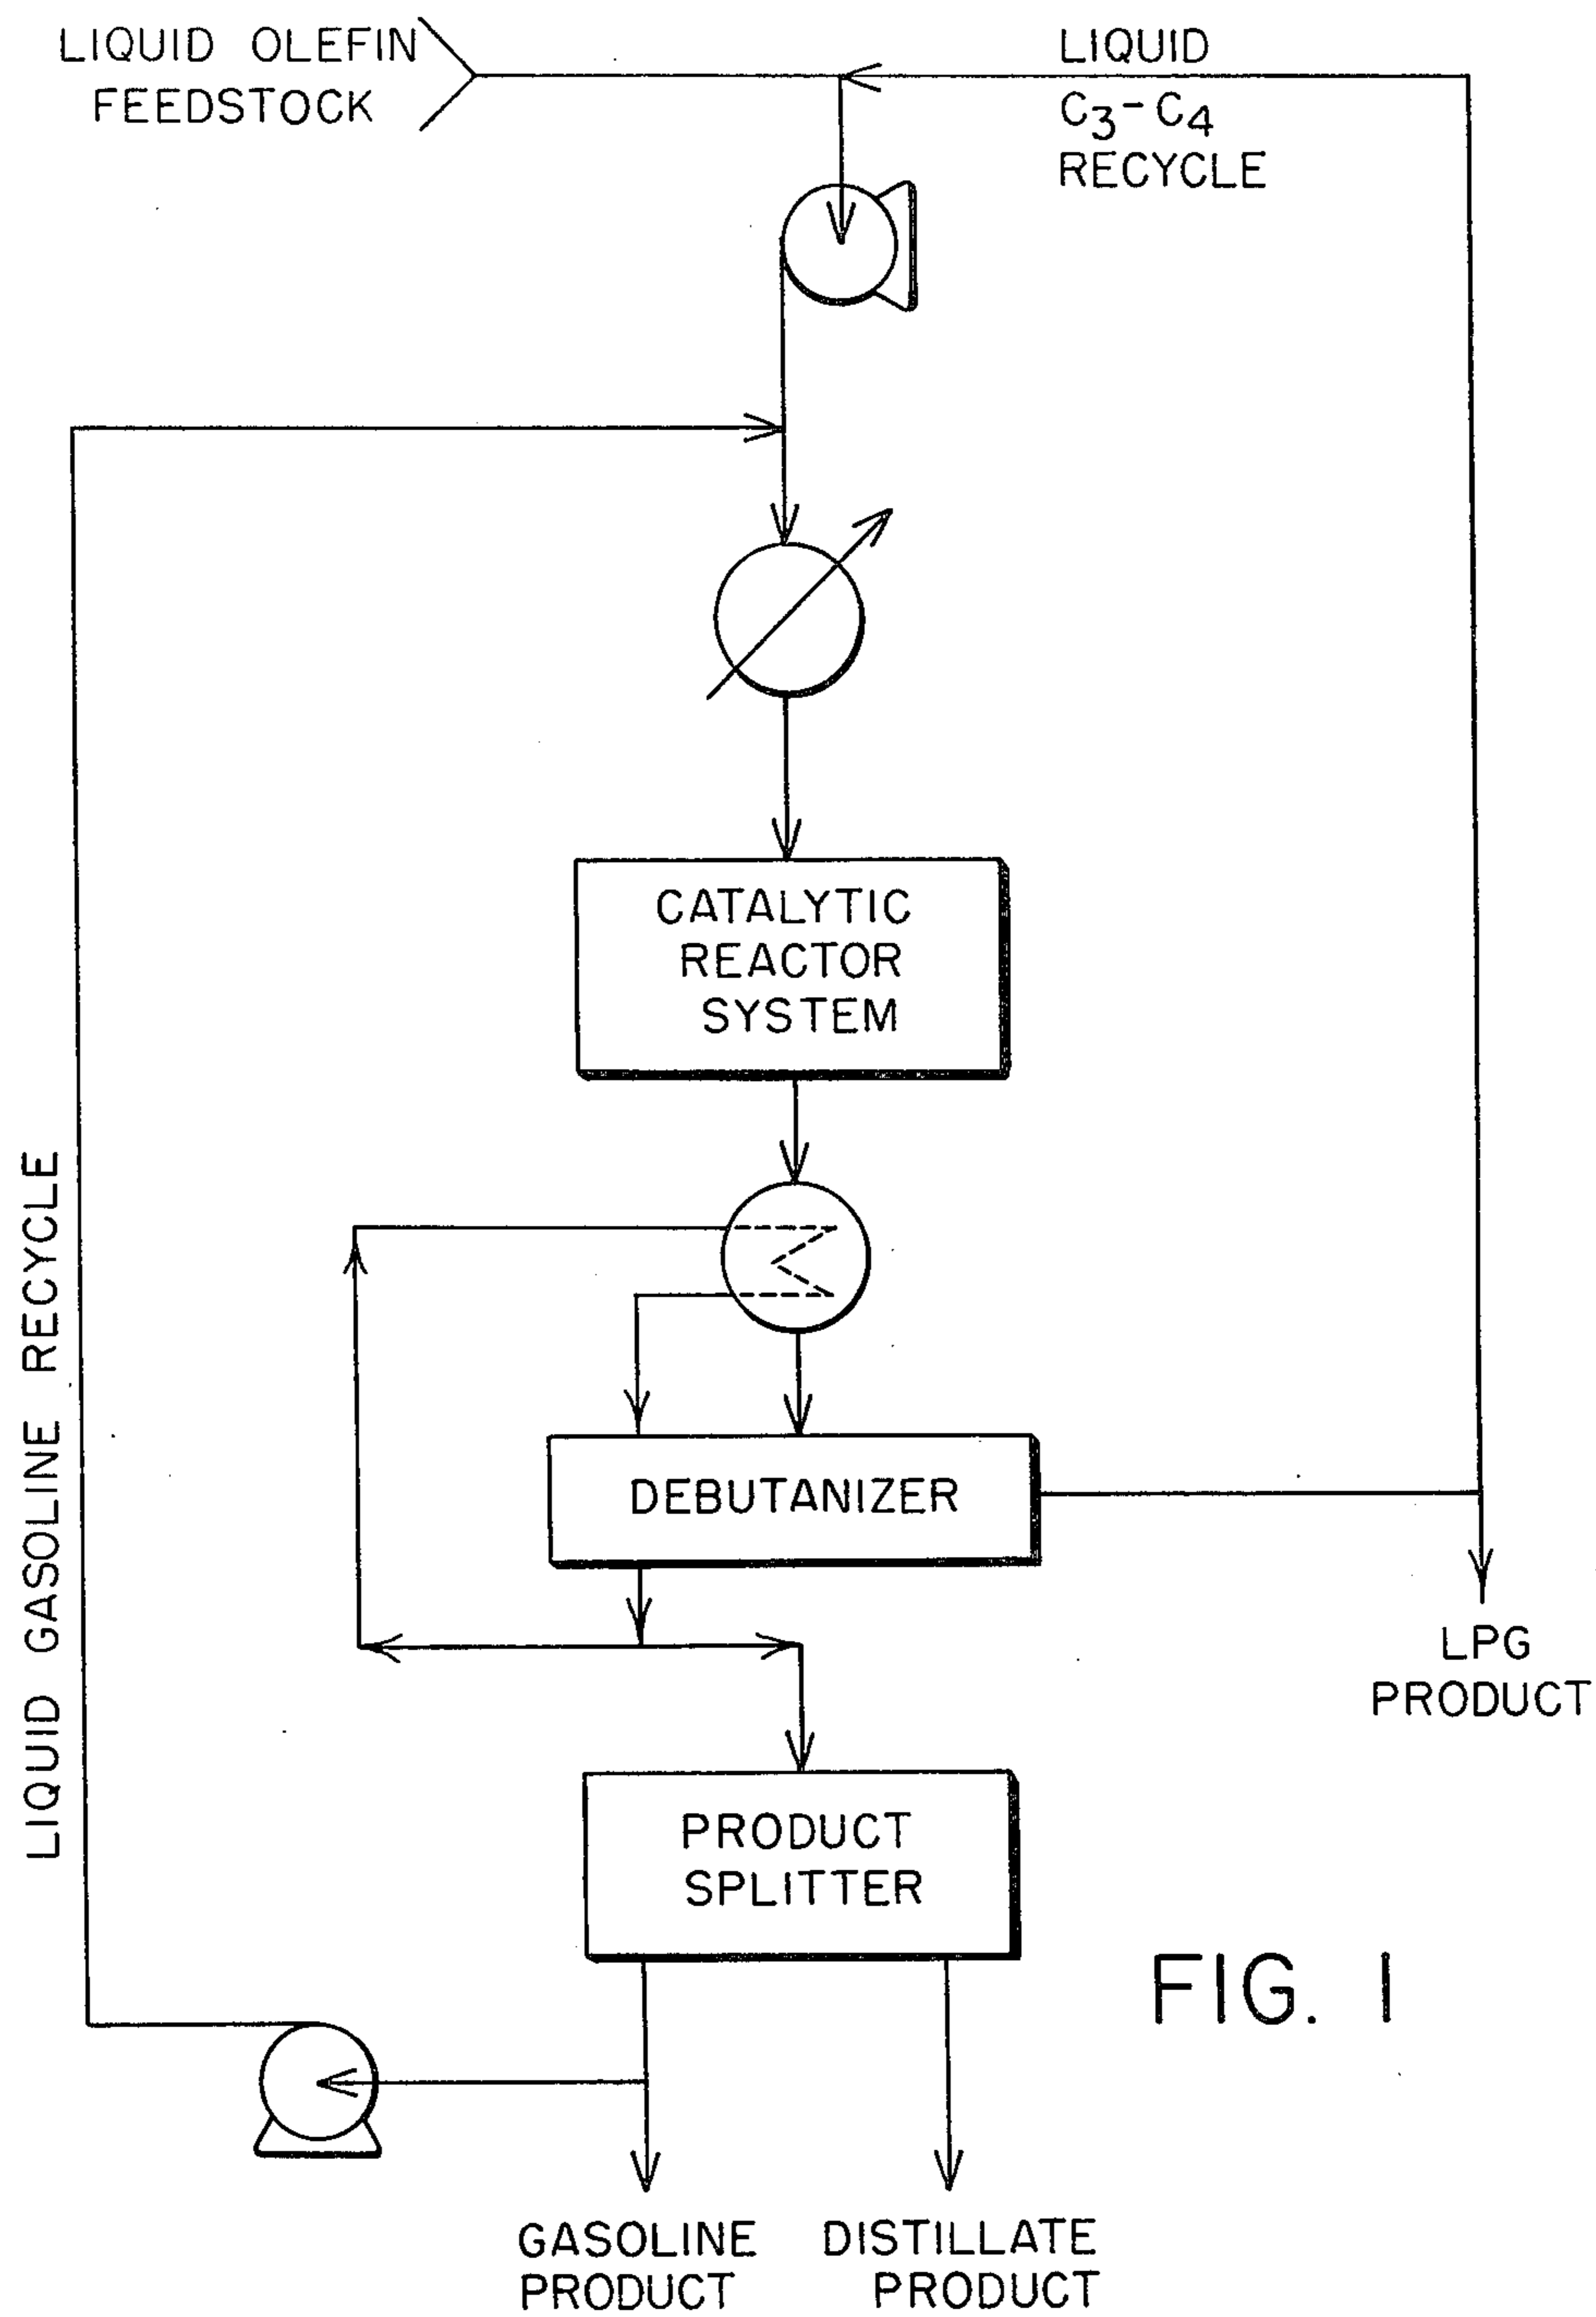 LIQUID OLEFIN
FEEDSTOCK
LIQUID
C₃-C₄
RECYCLE
CATALYTIC
REACTOR
SYSTEM
LIQUID GASOLINE RECYCLE
DEBUTANIZER
LPG
PRODUCT
PRODUCT
SPLITTER
FIG. 1
GASOLINE
PRODUCT
DISTILLATE
PRODUCT